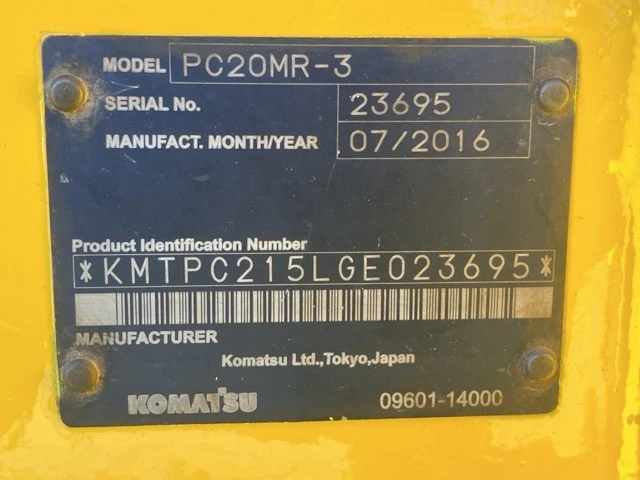 MODEL PC20MR-3
SERIAL No. 23695
MANUFACT. MONTH/YEAR 07/2016
Product Identification Number
*KMTPC215LGE023695*
MANUFACTURER
Komatsu Ltd.,Tokyo,Japan
KOMATSU 09601-14000